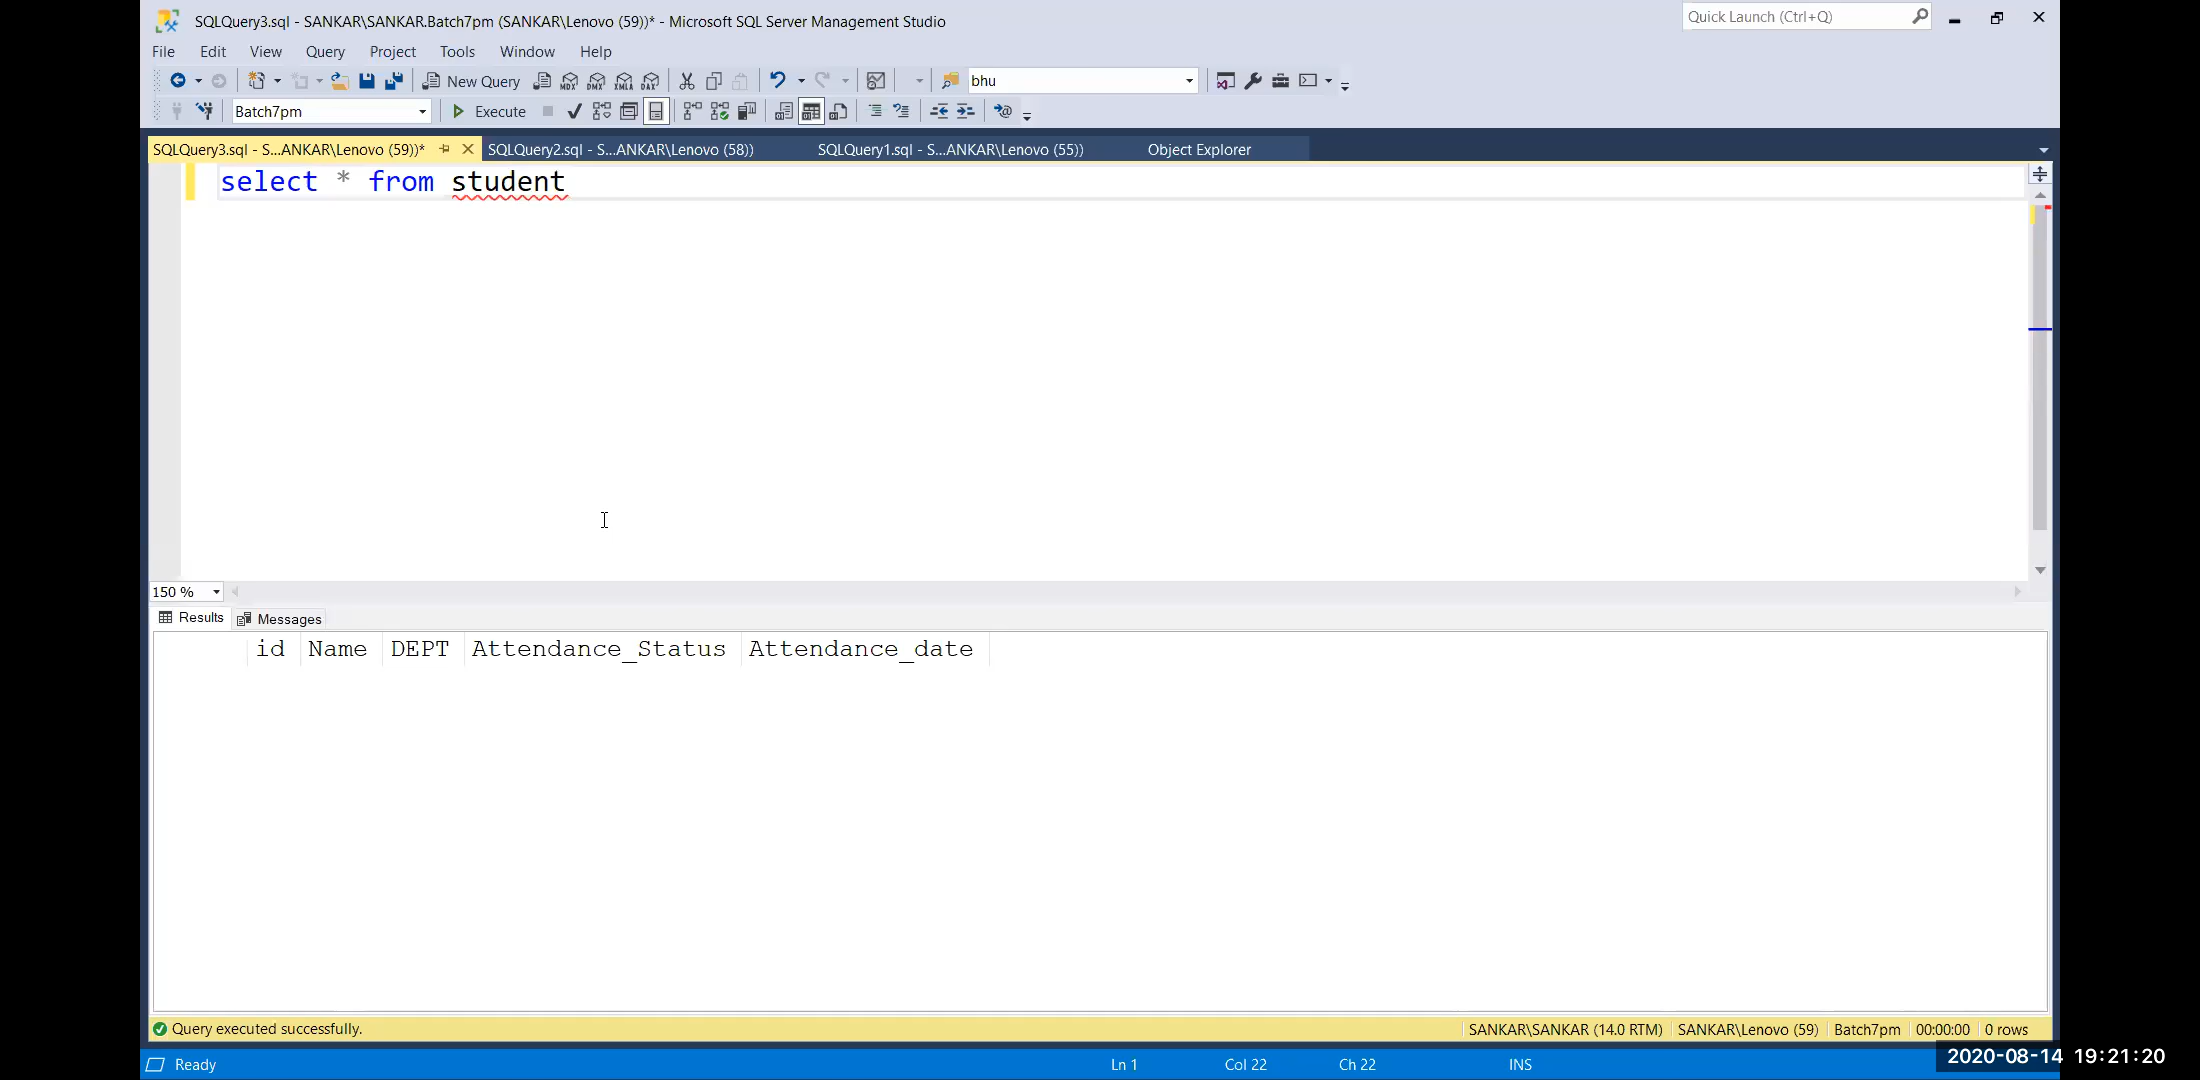 SQLQuery3.sql - SANKAR\SANKAR.Batch7pm (SANKAR\Lenovo (59))* - Microsoft SQL Server Management Studio
Quick Launch (Ctrl+Q)
File Edit View Query Project Tools Window Help
New Query MDX DMX XMLA DAX bhu
Batch7pm Execute
SQLQuery3.sql - S...ANKAR\Lenovo (59))* SQLQuery2.sql - S...ANKAR\Lenovo (58)) SQLQuery1.sql - S...ANKAR\Lenovo (55)) Object Explorer
select * from student
150 %
Results Messages
id Name DEPT Attendance_Status Attendance_date
Query executed successfully. SANKAR\SANKAR (14.0 RTM) SANKAR\Lenovo (59) Batch7pm 00:00:00 0 rows
Ready Ln 1 Col 22 Ch 22 INS
2020-08-14 19:21:20